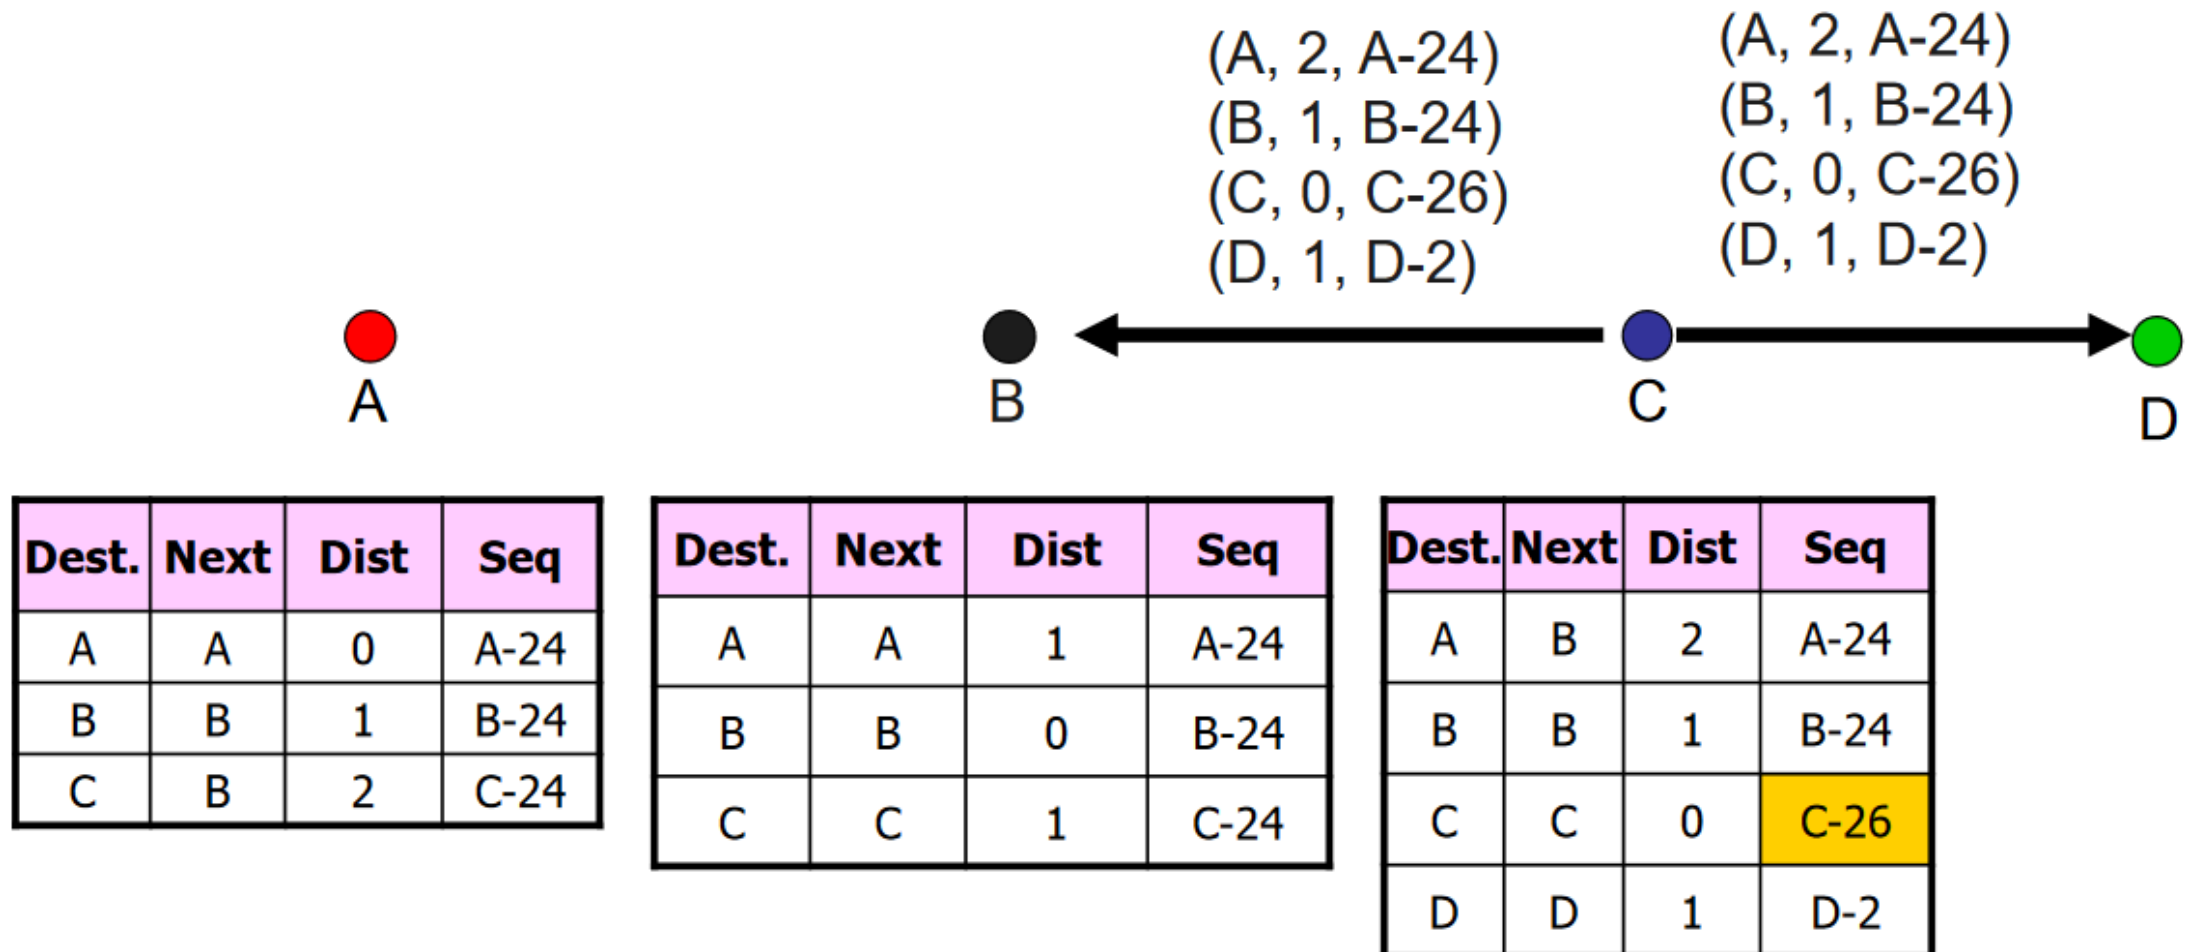 (A, 2, A-24)
(B, 1, B-24)
(C, 0, C-26)
(D, 1, D-2)
(A, 2, A-24)
(B, 1, B-24)
(C, 0, C-26)
(D, 1, D-2)
A
B
C
D
Dest. Next Dist Seq
A A 0 A-24
B B 1 B-24
C B 2 C-24
Dest. Next Dist Seq
A A 1 A-24
B B 0 B-24
C C 1 C-24
Dest. Next Dist Seq
A B 2 A-24
B B 1 B-24
C C 0 C-26
D D 1 D-2